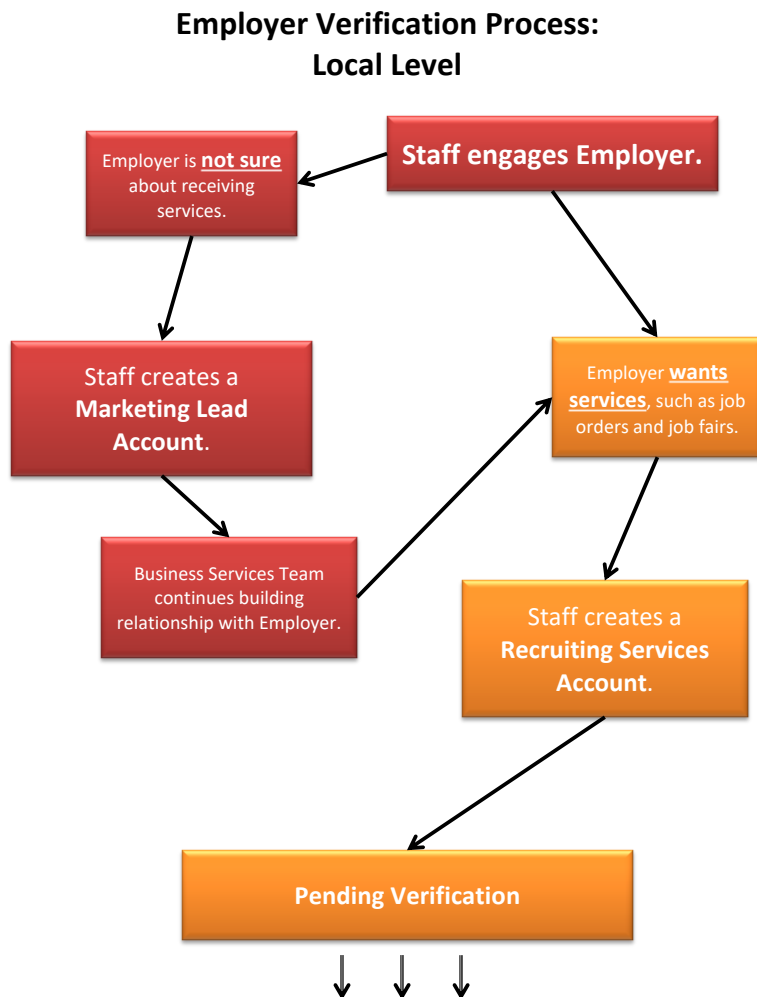 Employer Verification Process:
Local Level
Staff engages Employer.
Employer is not sure
about receiving
services.
Staff creates a
Marketing Lead
Account.
Employer wants
services, such as job
orders and job fairs.
Business Services Team
continues building
relationship with Employer.
Staff creates a
Recruiting Services
Account.
Pending Verification